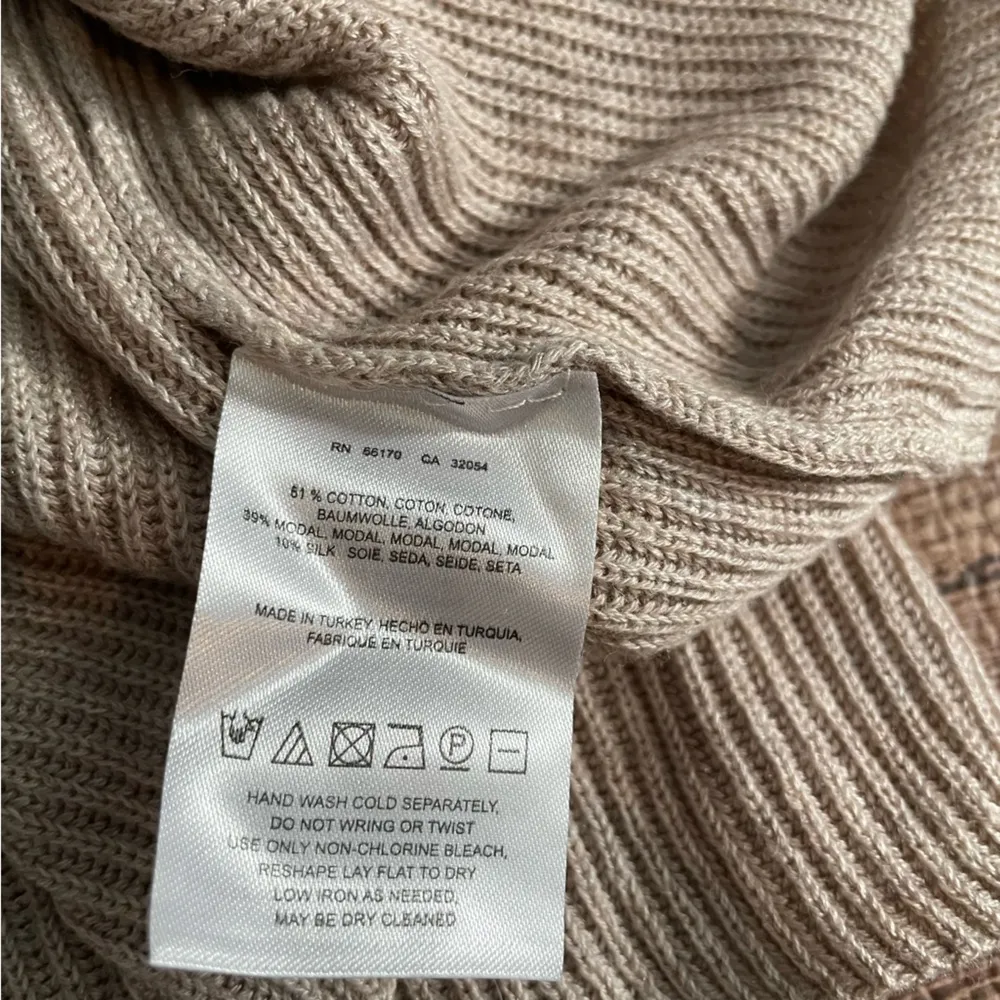 RN 66170 CA 32054
51 % COTTON, COTON, COTONE,
BAUMWOLLE, ALGODON
39% MODAL, MODAL, MODAL, MODAL, MODAL
10% SILK SOIE, SEDA, SEIDE, SETA
MADE IN TURKEY, HECHO EN TURQUIA,
FABRIQUE EN TURQUIE
P
HAND WASH COLD SEPARATELY,
DO NOT WRING OR TWIST
USE ONLY NON-CHLORINE BLEACH,
RESHAPE LAY FLAT TO DRY
LOW IRON AS NEEDED,
MAY BE DRY CLEANED